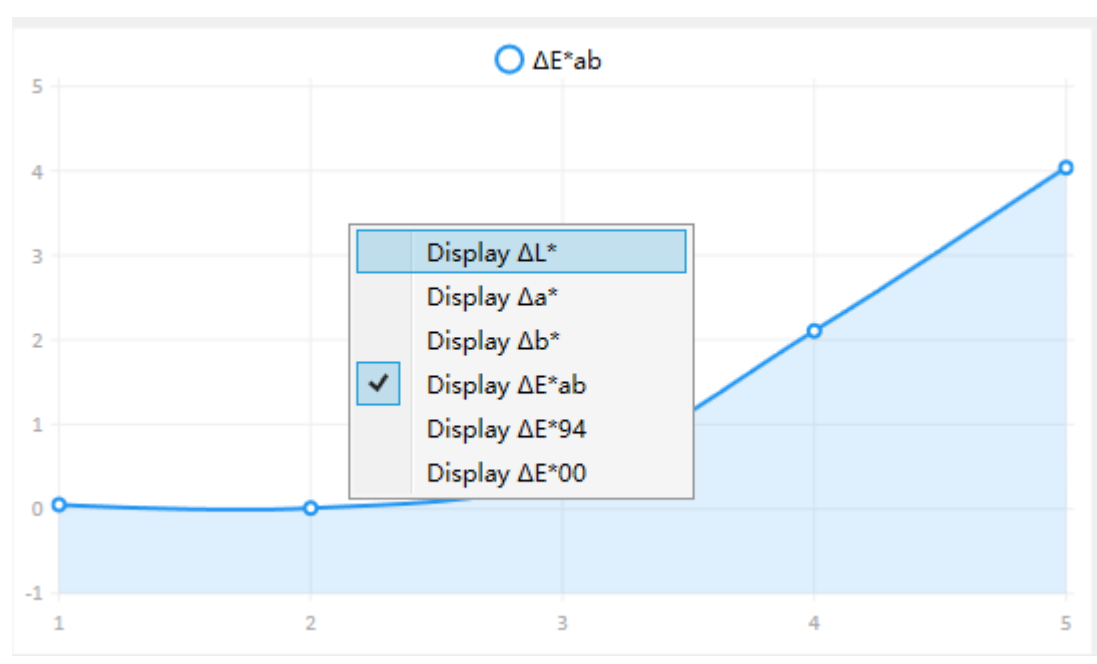 ΔE*ab
5
4
3
2
1
0
-1
Display ΔL*
Display Δa*
Display Δb*
Display ΔE*ab
Display ΔE*94
Display ΔE*00
1 2 3 4 5